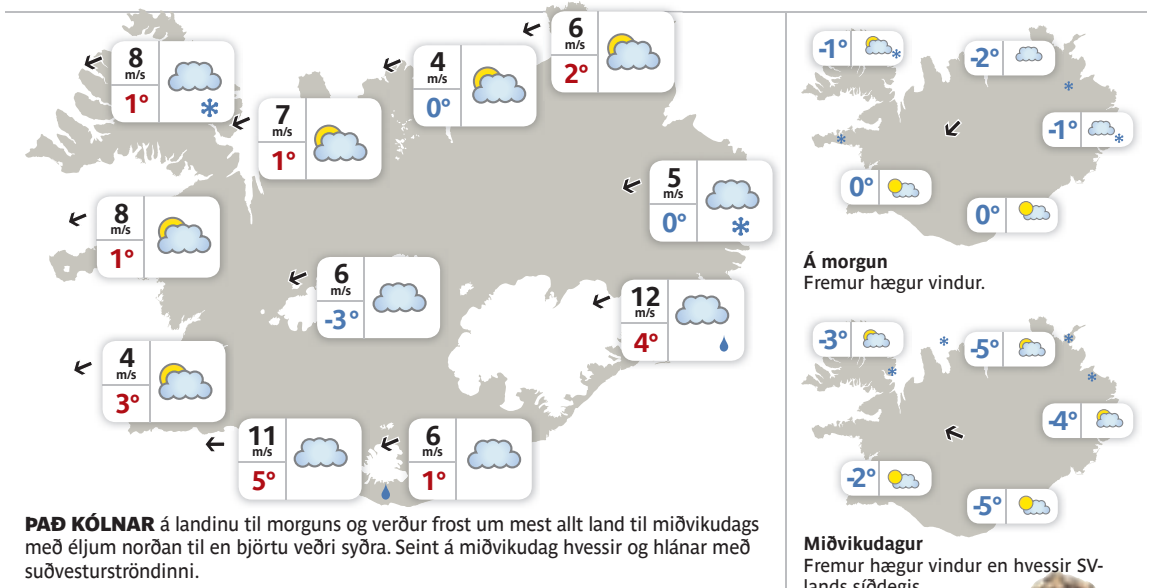 8
m/s
1°
7
m/s
1°
4
m/s
0°
6
m/s
2°
8
m/s
1°
5
m/s
0°
6
m/s
-3°
12
m/s
4°
4
m/s
3°
11
m/s
5°
6
m/s
1°
ÞAÐ KÓLNAR á landinu til morguns og verður frost um mest allt land til miðvikudags
með éljum norðan til en björtu veðri syðra. Seint á miðvikudag hvessir og hlánar með
suðvesturströndinni.
-1°
-2°
-1°
0°
0°
Á morgun
Fremur hægur vindur.
-3°
-5°
-4°
-2°
-5°
Miðvikudagur
Fremur hægur vindur en hvessir SV-
lands síðdegis